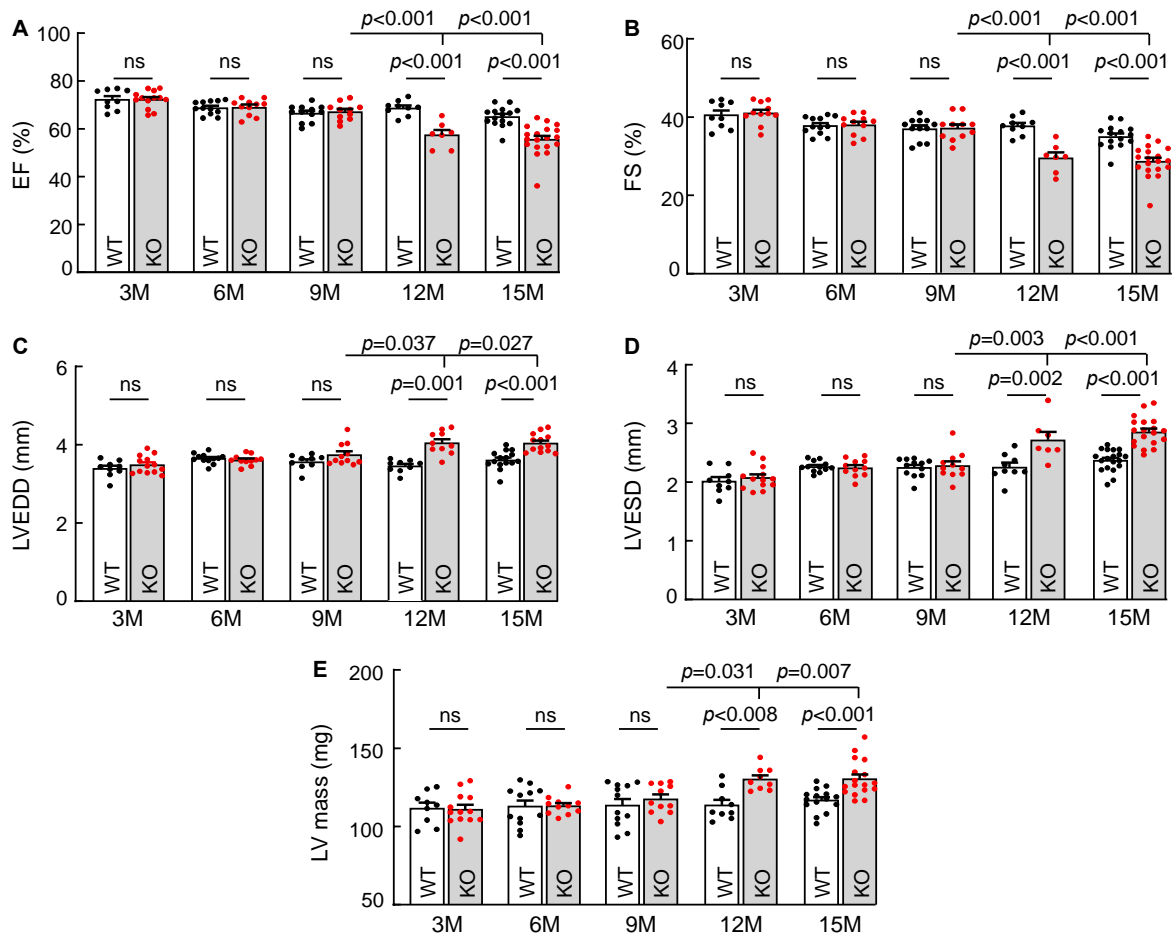 A
p<0.001 p<0.001
ns ns ns p<0.001 p<0.001
EF (%)
100
80
60
40
20
0
WT KO WT KO WT KO WT KO WT KO
3M 6M 9M 12M 15M
B
p<0.001 p<0.001
ns ns ns p<0.001 p<0.001
FS (%)
60
40
20
0
WT KO WT KO WT KO WT KO WT KO
3M 6M 9M 12M 15M
C
p=0.037 p=0.027
ns ns ns p=0.001 p<0.001
LVEDD (mm)
6
4
2
0
WT KO WT KO WT KO WT KO WT KO
3M 6M 9M 12M 15M
D
p=0.003 p<0.001
ns ns ns p=0.002 p<0.001
LVESD (mm)
4
3
2
1
0
WT KO WT KO WT KO WT KO WT KO
3M 6M 9M 12M 15M
E
p=0.031 p=0.007
ns ns ns p<0.008 p<0.001
LV mass (mg)
200
150
100
50
WT KO WT KO WT KO WT KO WT KO
3M 6M 9M 12M 15M